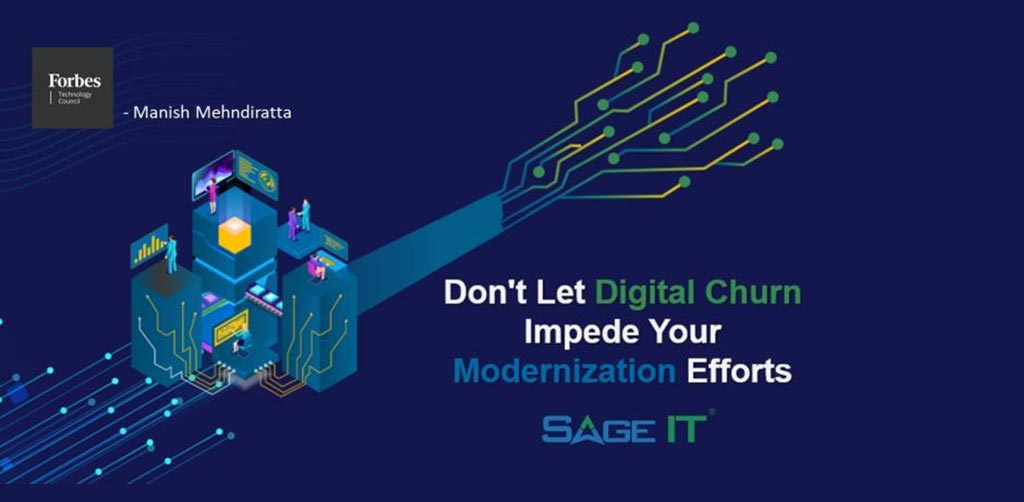 Forbes
Technology
Council
- Manish Mehndiratta
Don't Let Digital Churn
Impede Your
Modernization Efforts
SAGE IT®